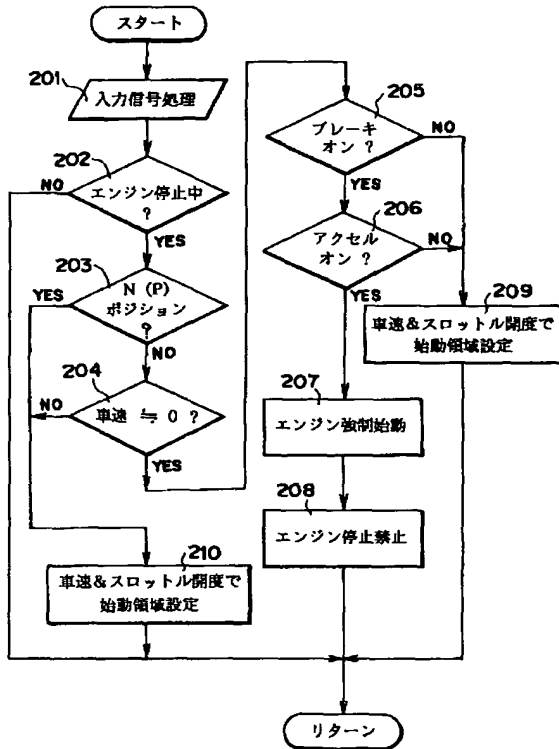 スタート
201
入力信号処理
202
エンジン停止中
?
NO
YES
203
N (P)
ポジション
?
YES
NO
204
車速 ≒ 0 ?
NO
YES
210
車速&スロットル開度で
始動領域設定
205
ブレーキ
オン ?
NO
YES
206
アクセル
オン ?
NO
YES
209
車速&スロットル開度で
始動領域設定
207
エンジン強制始動
208
エンジン停止禁止
リターン